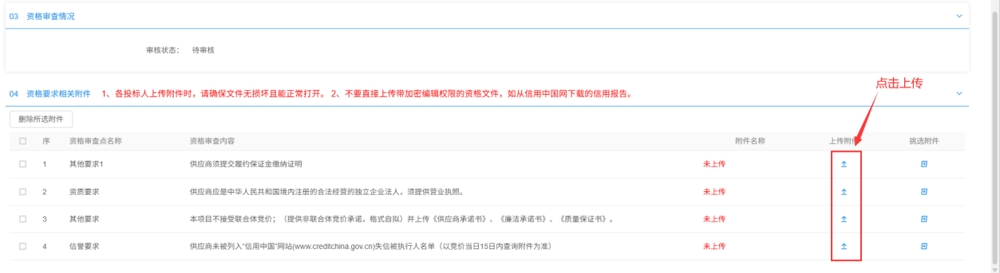 03 资格审查情况
审核状态： 待审核
点击上传
04 资格要求相关附件 1、各投标人上传附件时，请确保文件无损坏且能正常打开。 2、不要直接上传带加密编辑权限的资格文件，如从信用中国网下载的信用报告。
删除所选附件
序 资格审查点名称 资格审查内容 附件名称 上传附件 挑选附件
1 其他要求1 供应商须提交履约保证金缴纳证明 未上传
2 资质要求 供应商应是中华人民共和国境内注册的合法经营的独立企业法人，须提供营业执照。 未上传
3 其他要求 本项目不接受联合体竞价；（提供非联合体竞价承诺，格式自拟）并上传《供应商承诺书》、《廉洁承诺书》、《质量保证书》。 未上传
4 信誉要求 供应商未被列入“信用中国”网站(www.creditchina.gov.cn)失信被执行人名单（以竞价当日15日内查询附件为准） 未上传